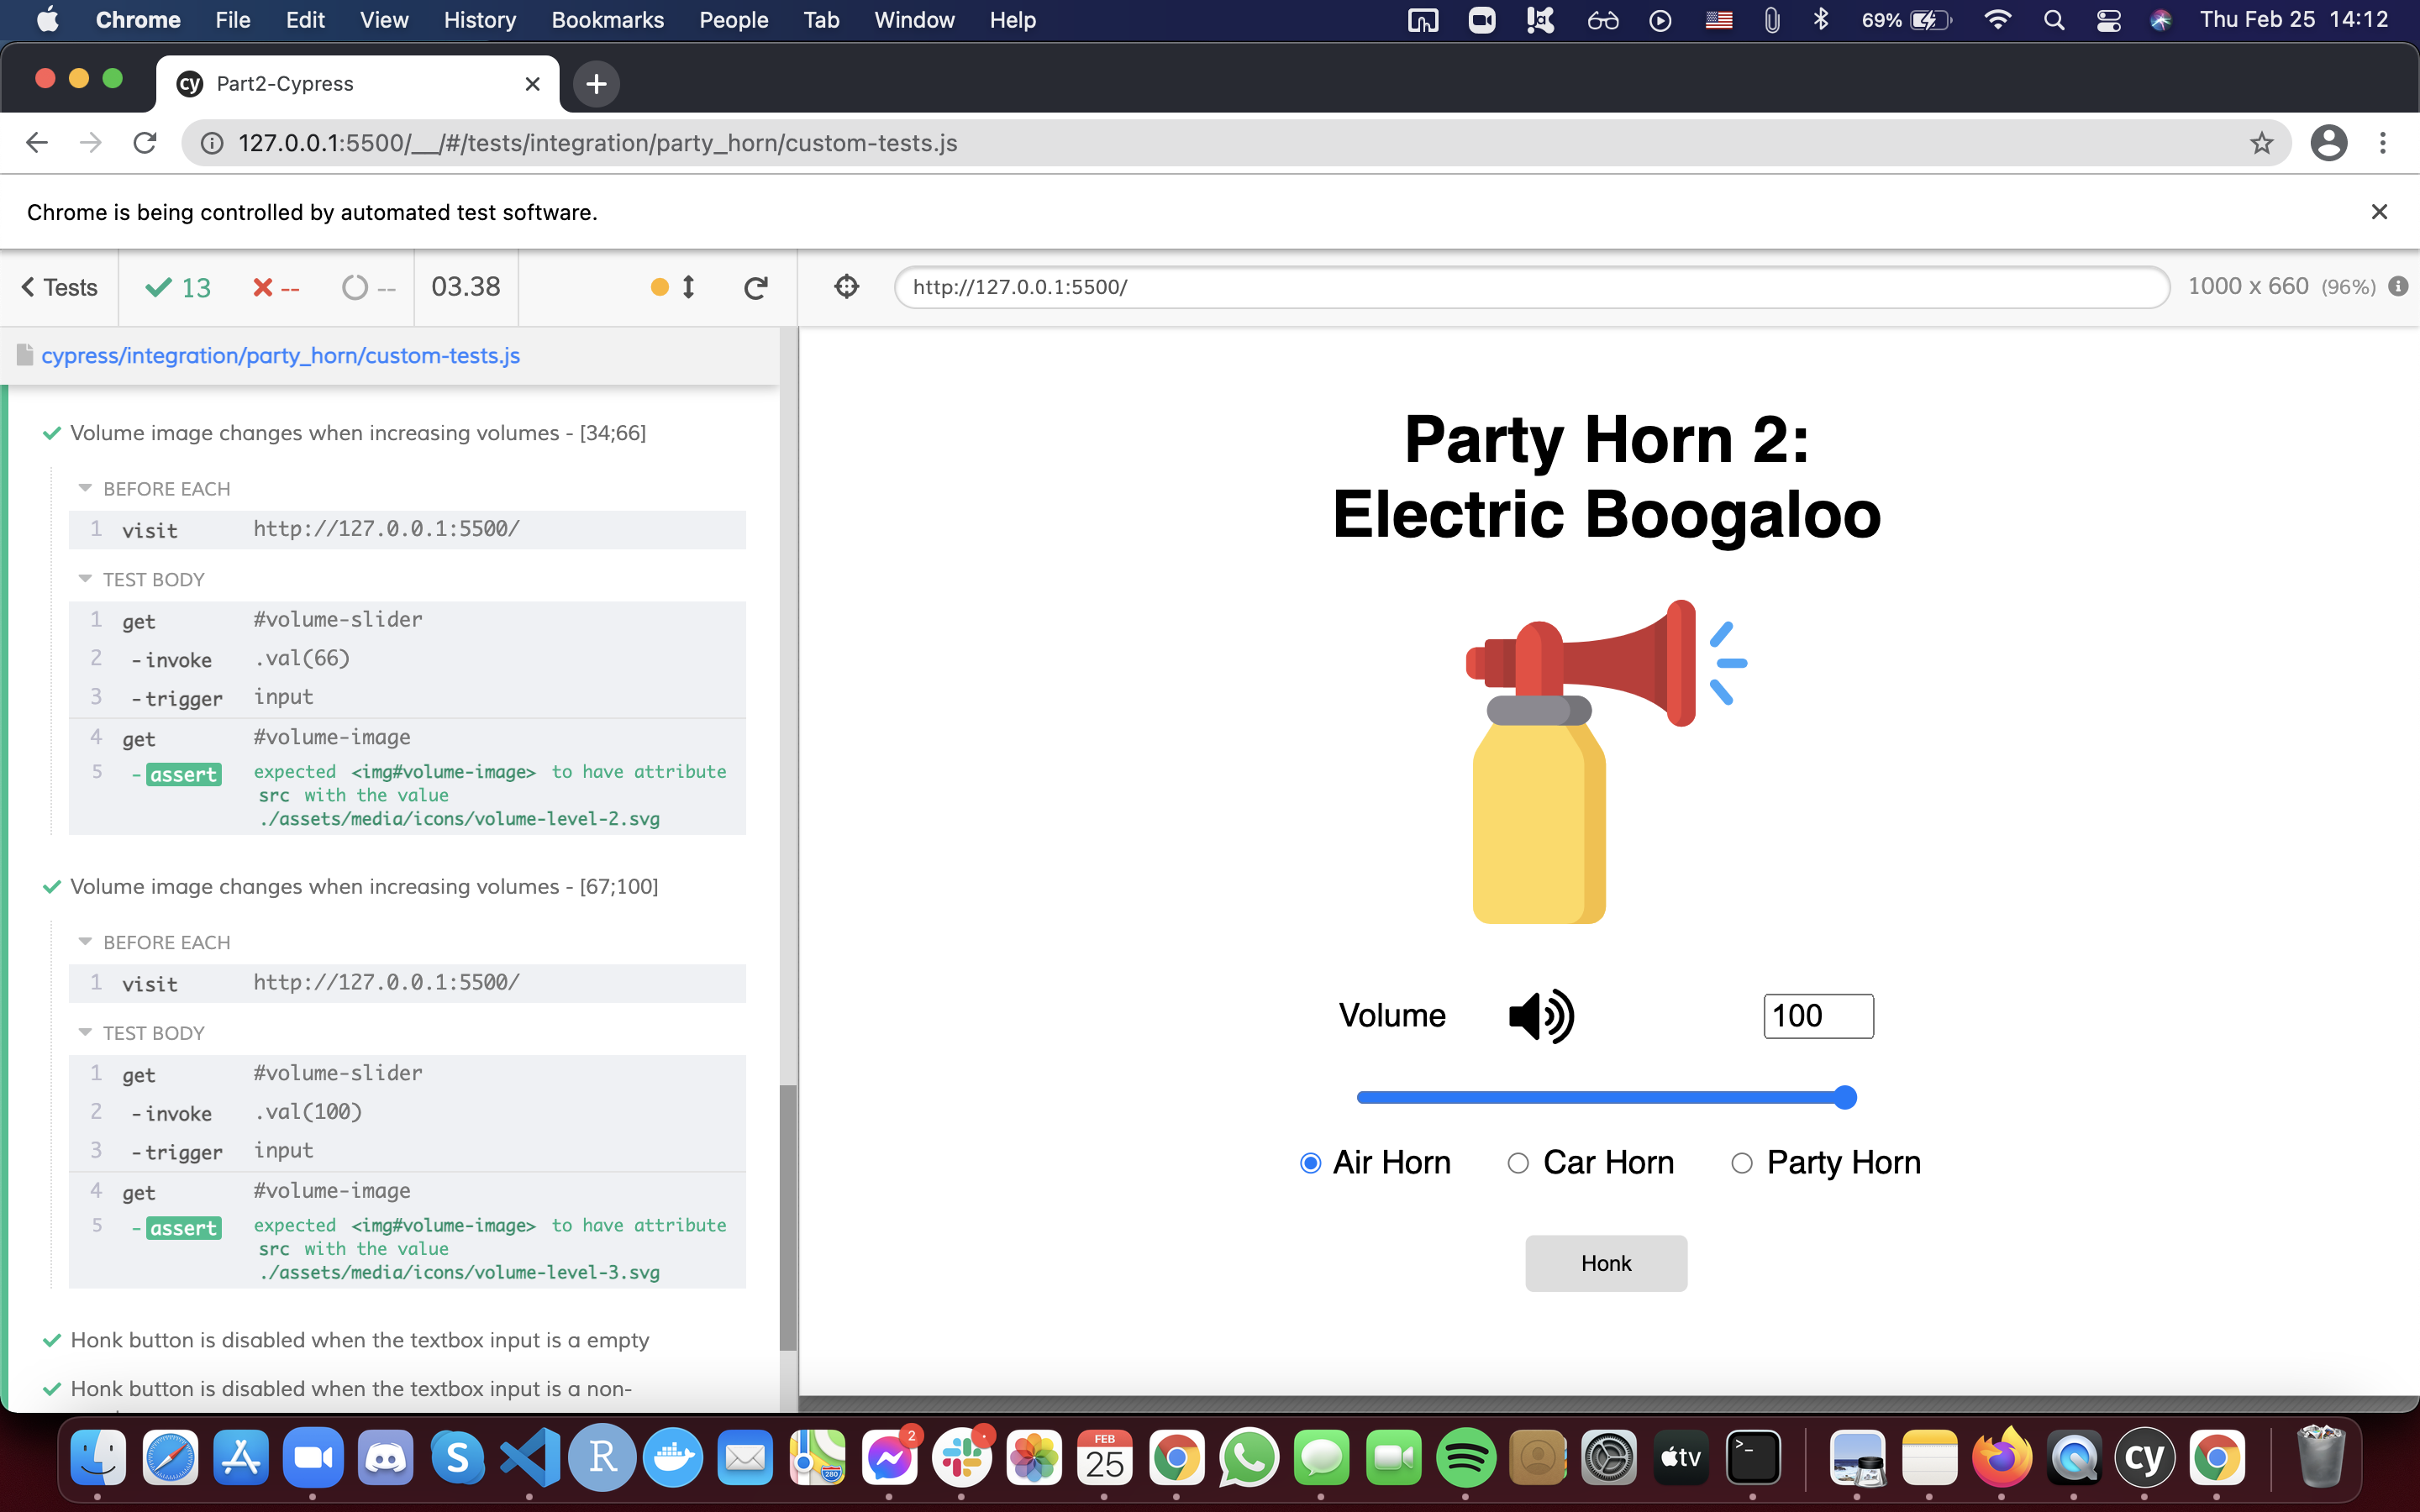 Chrome File Edit View History Bookmarks People Tab Window Help 69% Thu Feb 25 14:12
cy Part2-Cypress
127.0.0.1:5500/__/#/tests/integration/party_horn/custom-tests.js
Chrome is being controlled by automated test software.
Tests 13 -- -- 03.38 http://127.0.0.1:5500/ 1000 x 660 (96%)
cypress/integration/party_horn/custom-tests.js
Volume image changes when increasing volumes - [34;66]
BEFORE EACH
1 visit http://127.0.0.1:5500/
TEST BODY
1 get #volume-slider
2 -invoke .val(66)
3 -trigger input
4 get #volume-image
5 -assert expected <img#volume-image> to have attribute
src with the value
./assets/media/icons/volume-level-2.svg
Volume image changes when increasing volumes - [67;100]
BEFORE EACH
1 visit http://127.0.0.1:5500/
TEST BODY
1 get #volume-slider
2 -invoke .val(100)
3 -trigger input
4 get #volume-image
5 -assert expected <img#volume-image> to have attribute
src with the value
./assets/media/icons/volume-level-3.svg
Honk button is disabled when the textbox input is a empty
Honk button is disabled when the textbox input is a non-
Party Horn 2:
Electric Boogaloo
Volume 100
Air Horn Car Horn Party Horn
Honk
S R 280 2 FEB 25 tv >_ cy